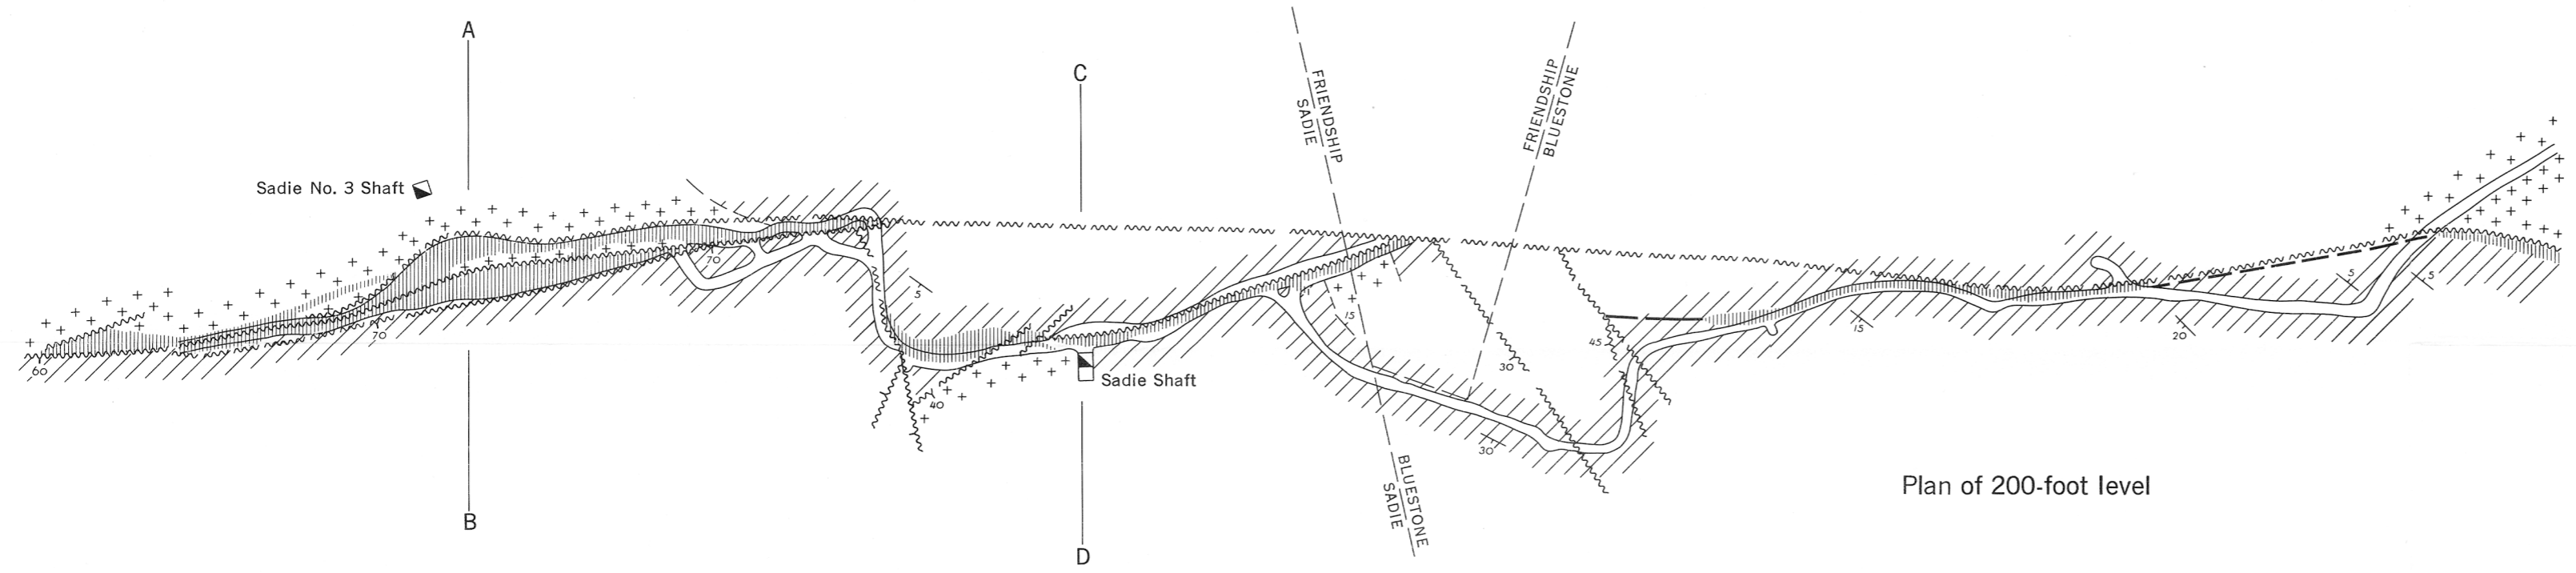 A
C
FRIENDSHIP
SADIE
FRIENDSHIP
BLUESTONE
Sadie No. 3 Shaft
70
5
5
5
15
15
70
20
45
60
30
Sadie Shaft
40
30
BLUESTONE
SADIE
Plan of 200-foot level
B
D